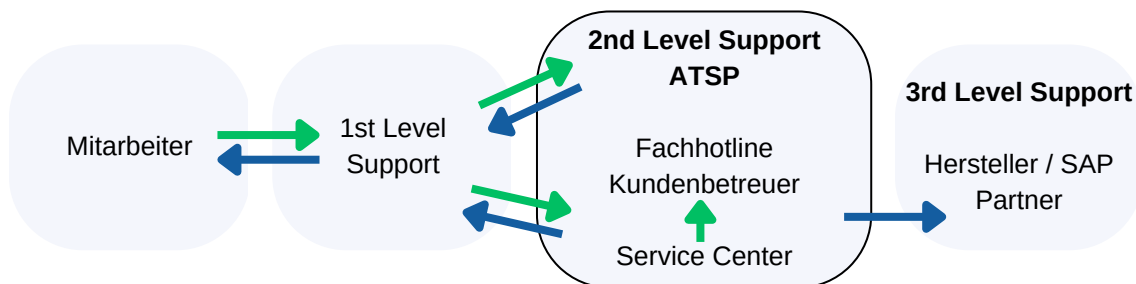 Mitarbeiter
1st Level
Support
2nd Level Support
ATSP
Fachhotline
Kundenbetreuer
Service Center
3rd Level Support
Hersteller / SAP
Partner